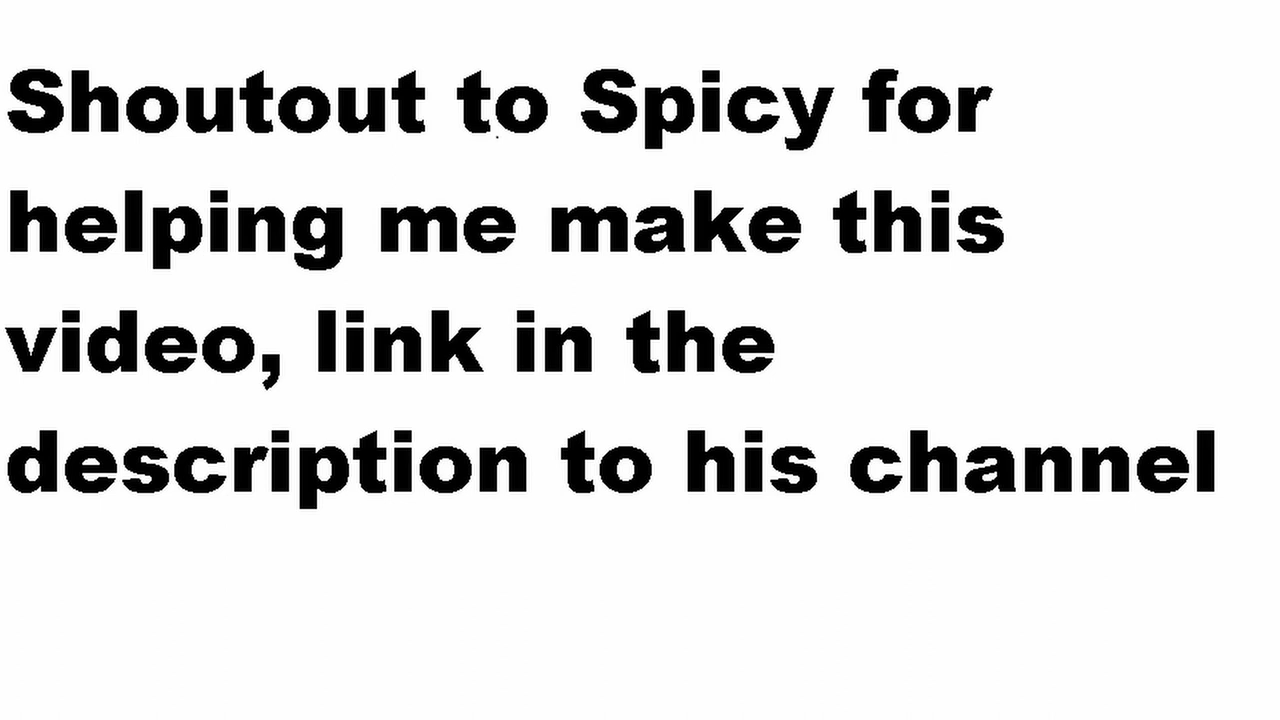 Shoutout to Spicy for
helping me make this
video, link in the
description to his channel